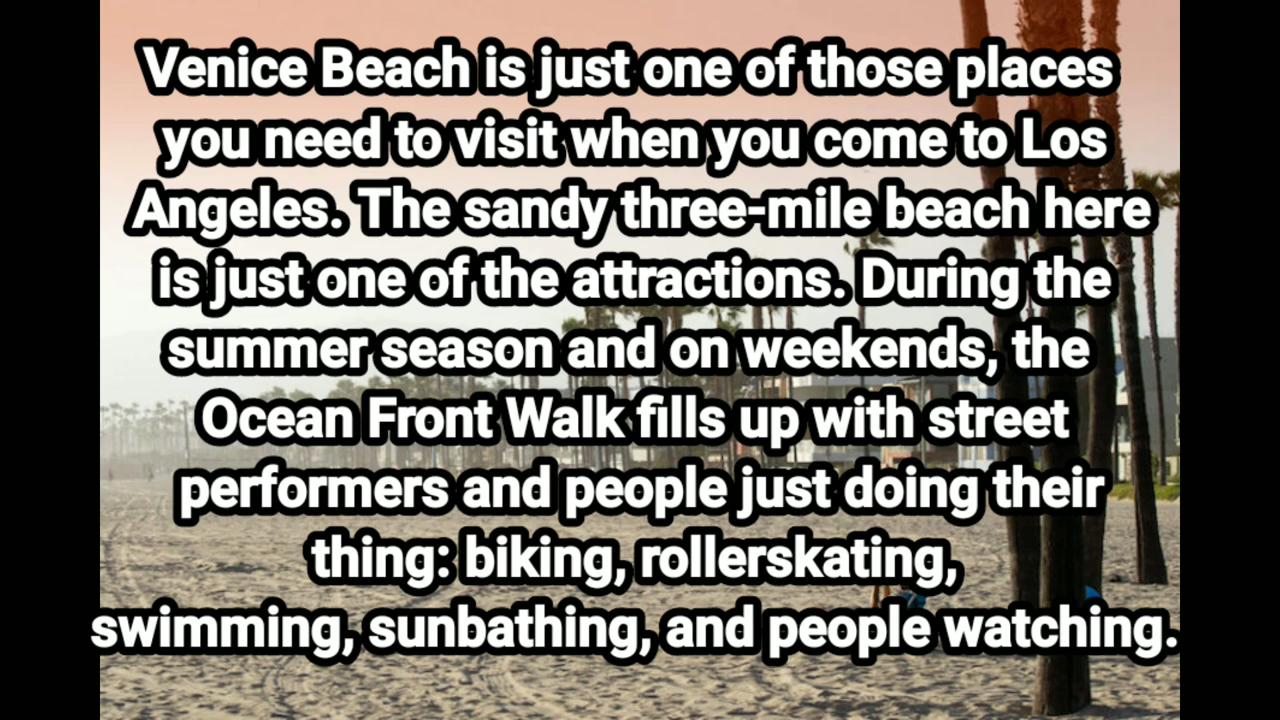 Venice Beach is just one of those places
you need to visit when you come to Los
Angeles. The sandy three-mile beach here
is just one of the attractions. During the
summer season and on weekends, the
Ocean Front Walk fills up with street
performers and people just doing their
thing: biking, rollerskating,
swimming, sunbathing, and people watching.